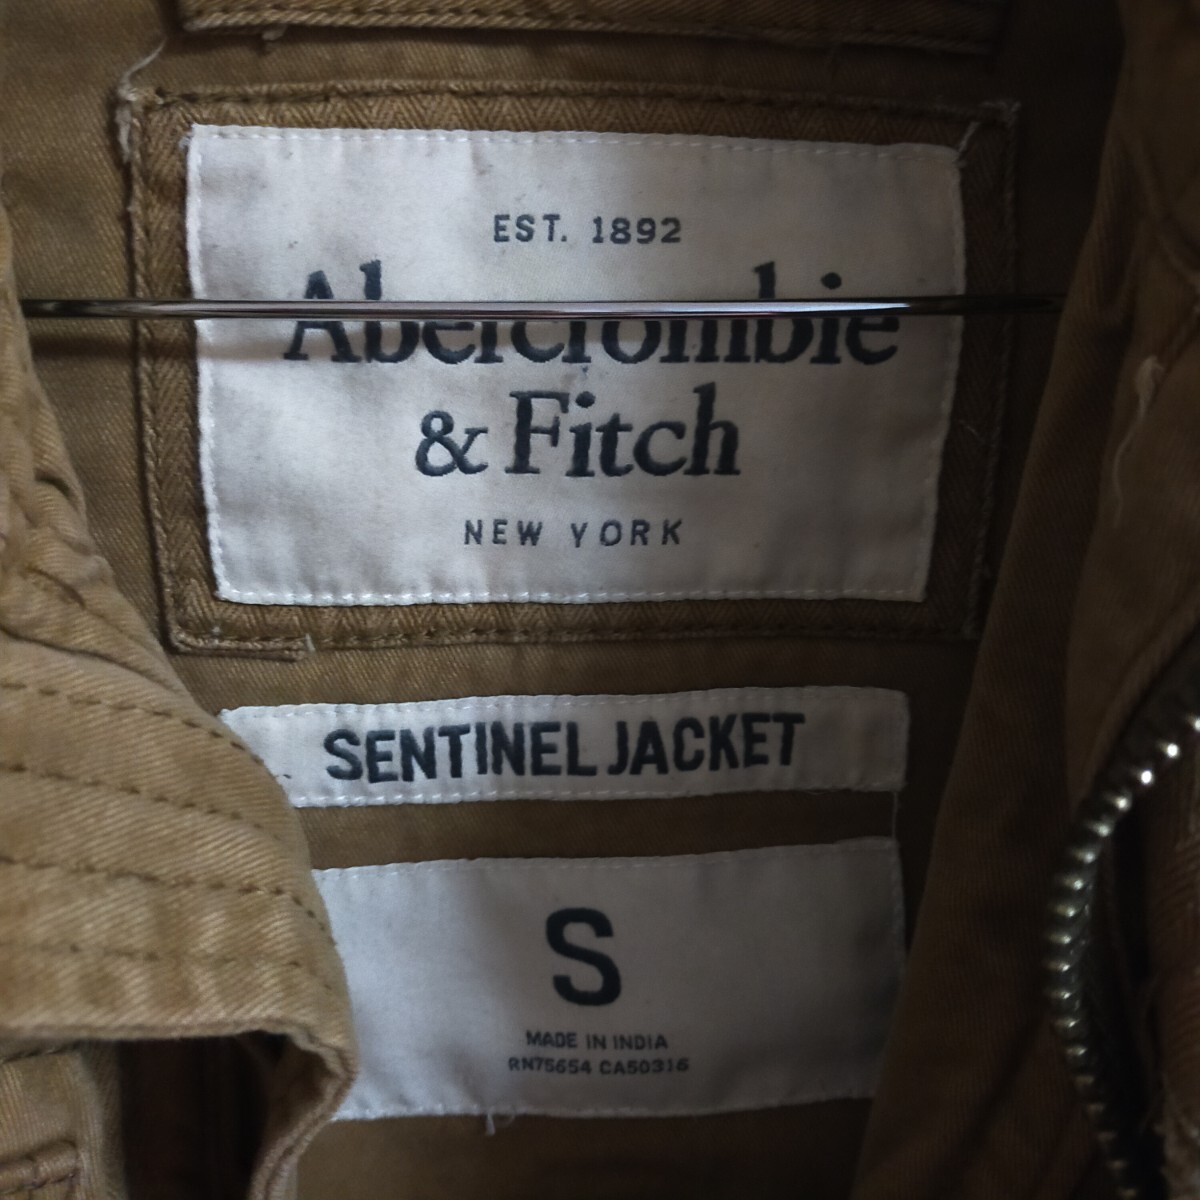 EST. 1892
Abercrombie
& Fitch
NEW YORK
SENTINEL JACKET
S
MADE IN INDIA
RN75654 CA50316